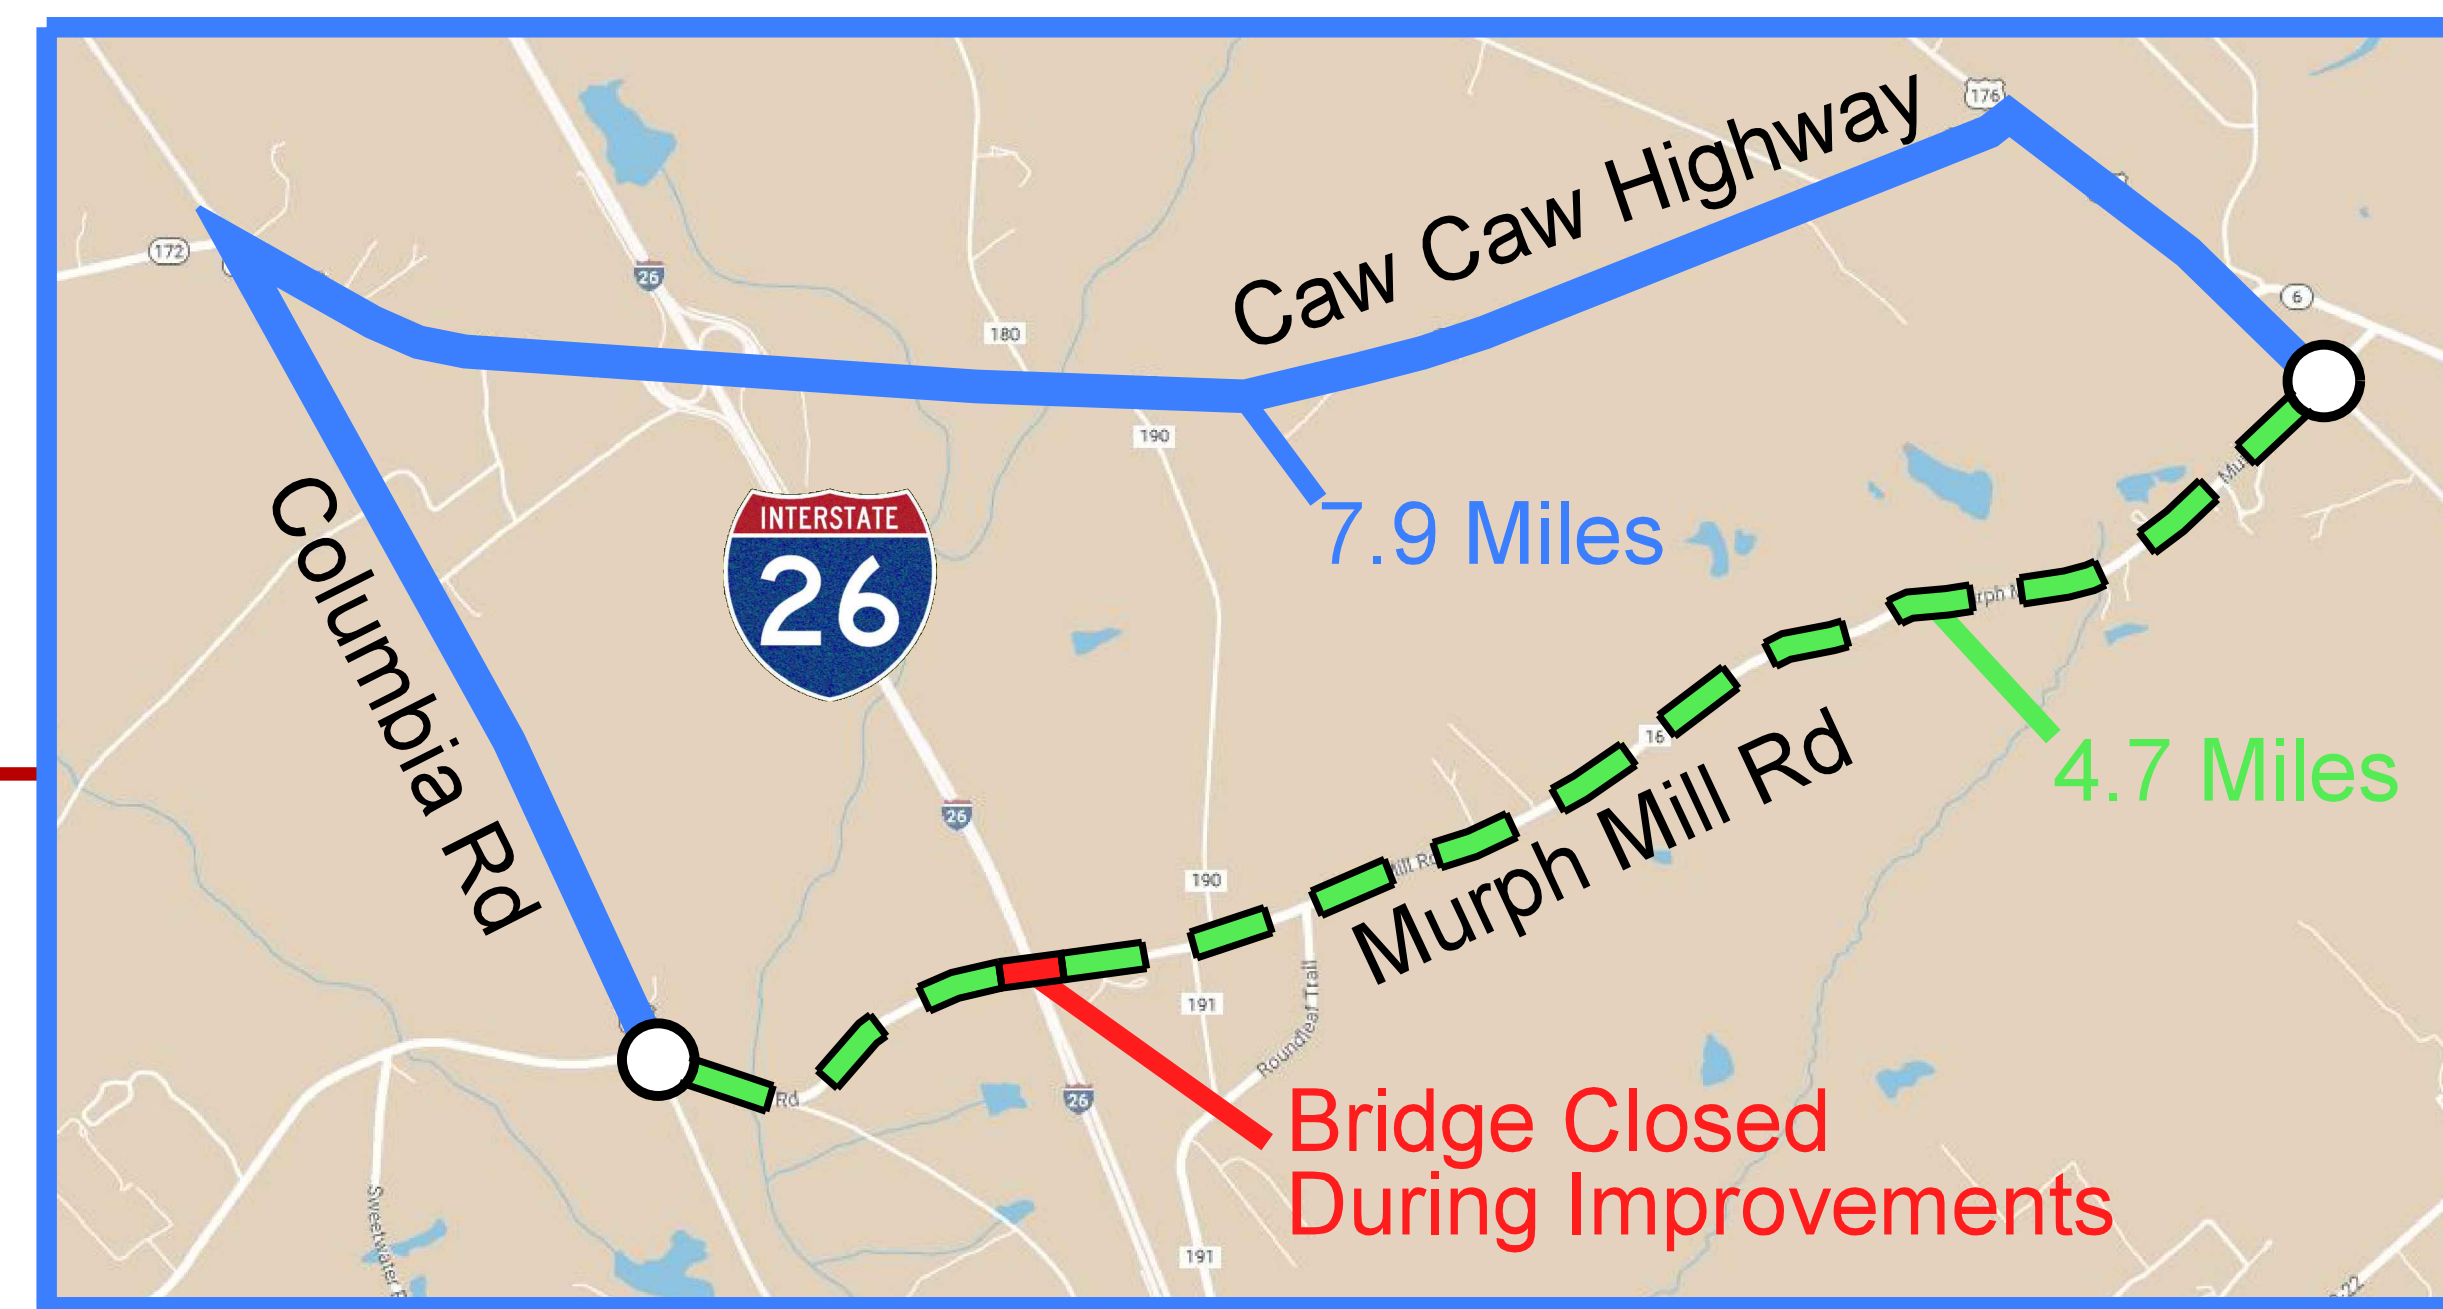 176
Caw Caw Highway
172
26
6
180
190
Columbia Rd
INTERSTATE
26
7.9 Miles
16
Murph Mill Rd
4.7 Miles
26
190
191
Roundleaf Trail
Rd
26
Bridge Closed
During Improvements
191